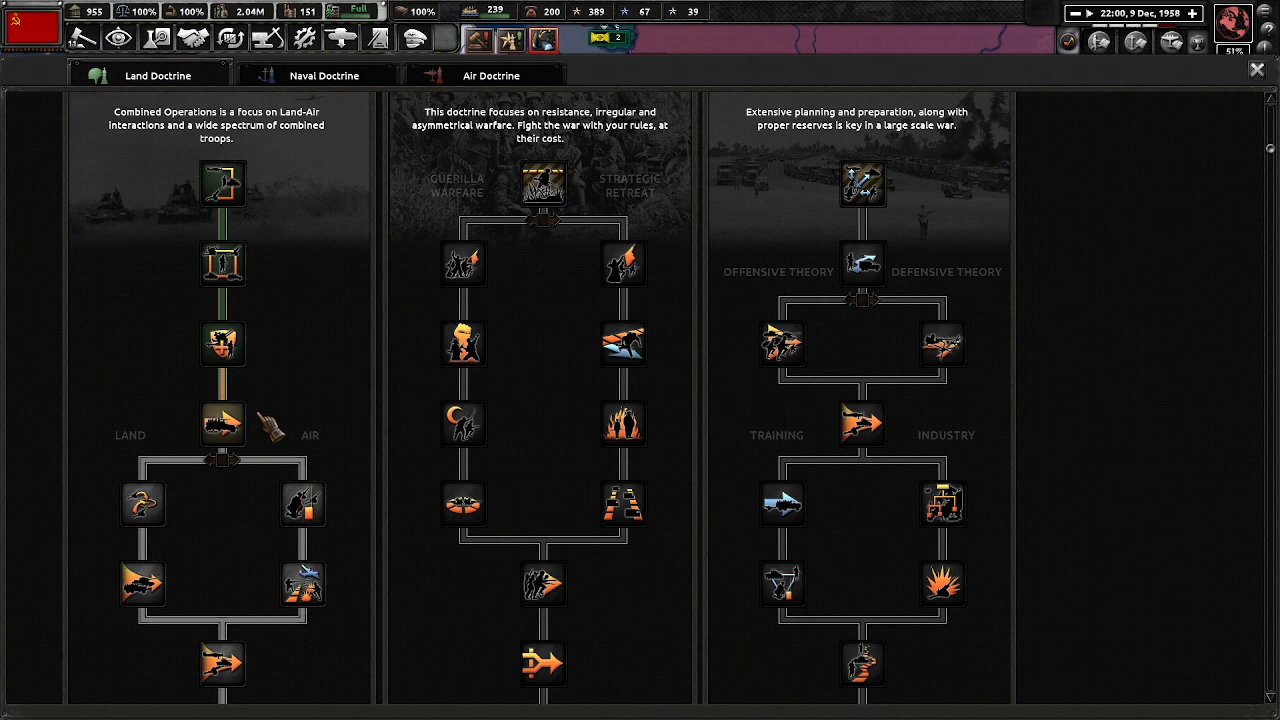 955 100% 100% 2.04M 151 Full 100% 239 200 389 67 39
22:00, 9 Dec, 1958
11
2
51%
Land Doctrine Naval Doctrine Air Doctrine
Combined Operations is a focus on Land-Air
Interactions and a wide spectrum of combined
troops.
LAND
AIR
This doctrine focuses on resistance, irregular and
asymmetrical warfare. Fight the war with your rules, at
their cost.
GUERILLA
WARFARE
STRATEGIC
RETREAT
Extensive planning and preparation, along with
proper reserves is key in a large scale war.
OFFENSIVE THEORY
DEFENSIVE THEORY
TRAINING
INDUSTRY